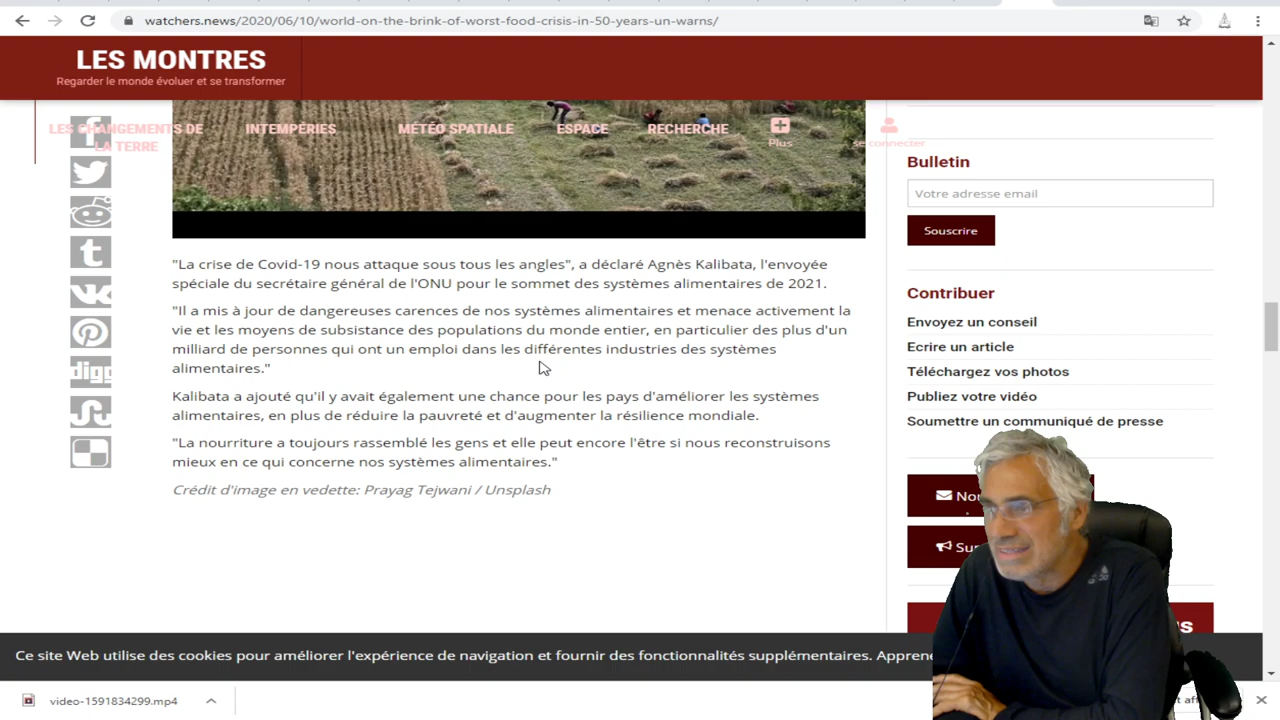 watchers.news/2020/06/10/world-on-the-brink-of-worst-food-crisis-in-50-years-un-warns/
LES MONTRES
Regarder le monde évoluer et se transformer
LES CHANGEMENTS DE
LA TERRE
INTEMPÉRIES
MÉTÉO SPATIALE
ESPACE
RECHERCHE
Plus
se connecter
digg
"La crise de Covid-19 nous attaque sous tous les angles", a déclaré Agnès Kalibata, l'envoyée
spéciale du secrétaire général de l'ONU pour le sommet des systèmes alimentaires de 2021.
"Il a mis à jour de dangereuses carences de nos systèmes alimentaires et menace activement la
vie et les moyens de subsistance des populations du monde entier, en particulier des plus d'un
milliard de personnes qui ont un emploi dans les différentes industries des systèmes
alimentaires."
Kalibata a ajouté qu'il y avait également une chance pour les pays d'améliorer les systèmes
alimentaires, en plus de réduire la pauvreté et d'augmenter la résilience mondiale.
"La nourriture a toujours rassemblé les gens et elle peut encore l'être si nous reconstruisons
mieux en ce qui concerne nos systèmes alimentaires."
Crédit d'image en vedette: Prayag Tejwani / Unsplash
Bulletin
Votre adresse email
Souscrire
Contribuer
Envoyez un conseil
Ecrire un article
Téléchargez vos photos
Publiez votre vidéo
Soumettre un communiqué de presse
Ce site Web utilise des cookies pour améliorer l'expérience de navigation et fournir des fonctionnalités supplémentaires.
video-1591834299.mp4